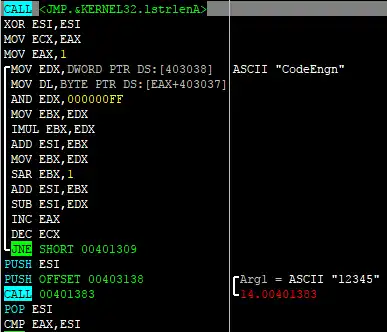 CALL <JMP.&KERNEL32.lstrlenA>
XOR ESI,ESI
MOV ECX,EAX
MOV EAX,1
MOV EDX,DWORD PTR DS:[403038] ASCII "CodeEngn"
MOV DL,BYTE PTR DS:[EAX+403037]
AND EDX,000000FF
MOV EBX,EDX
IMUL EBX,EDX
ADD ESI,EBX
MOV EBX,EDX
SAR EBX,1
ADD ESI,EBX
SUB ESI,EDX
INC EAX
DEC ECX
JNE SHORT 00401309
PUSH ESI
PUSH OFFSET 00403138 Arg1 = ASCII "12345"
CALL 00401383 14.00401383
POP ESI
CMP EAX,ESI